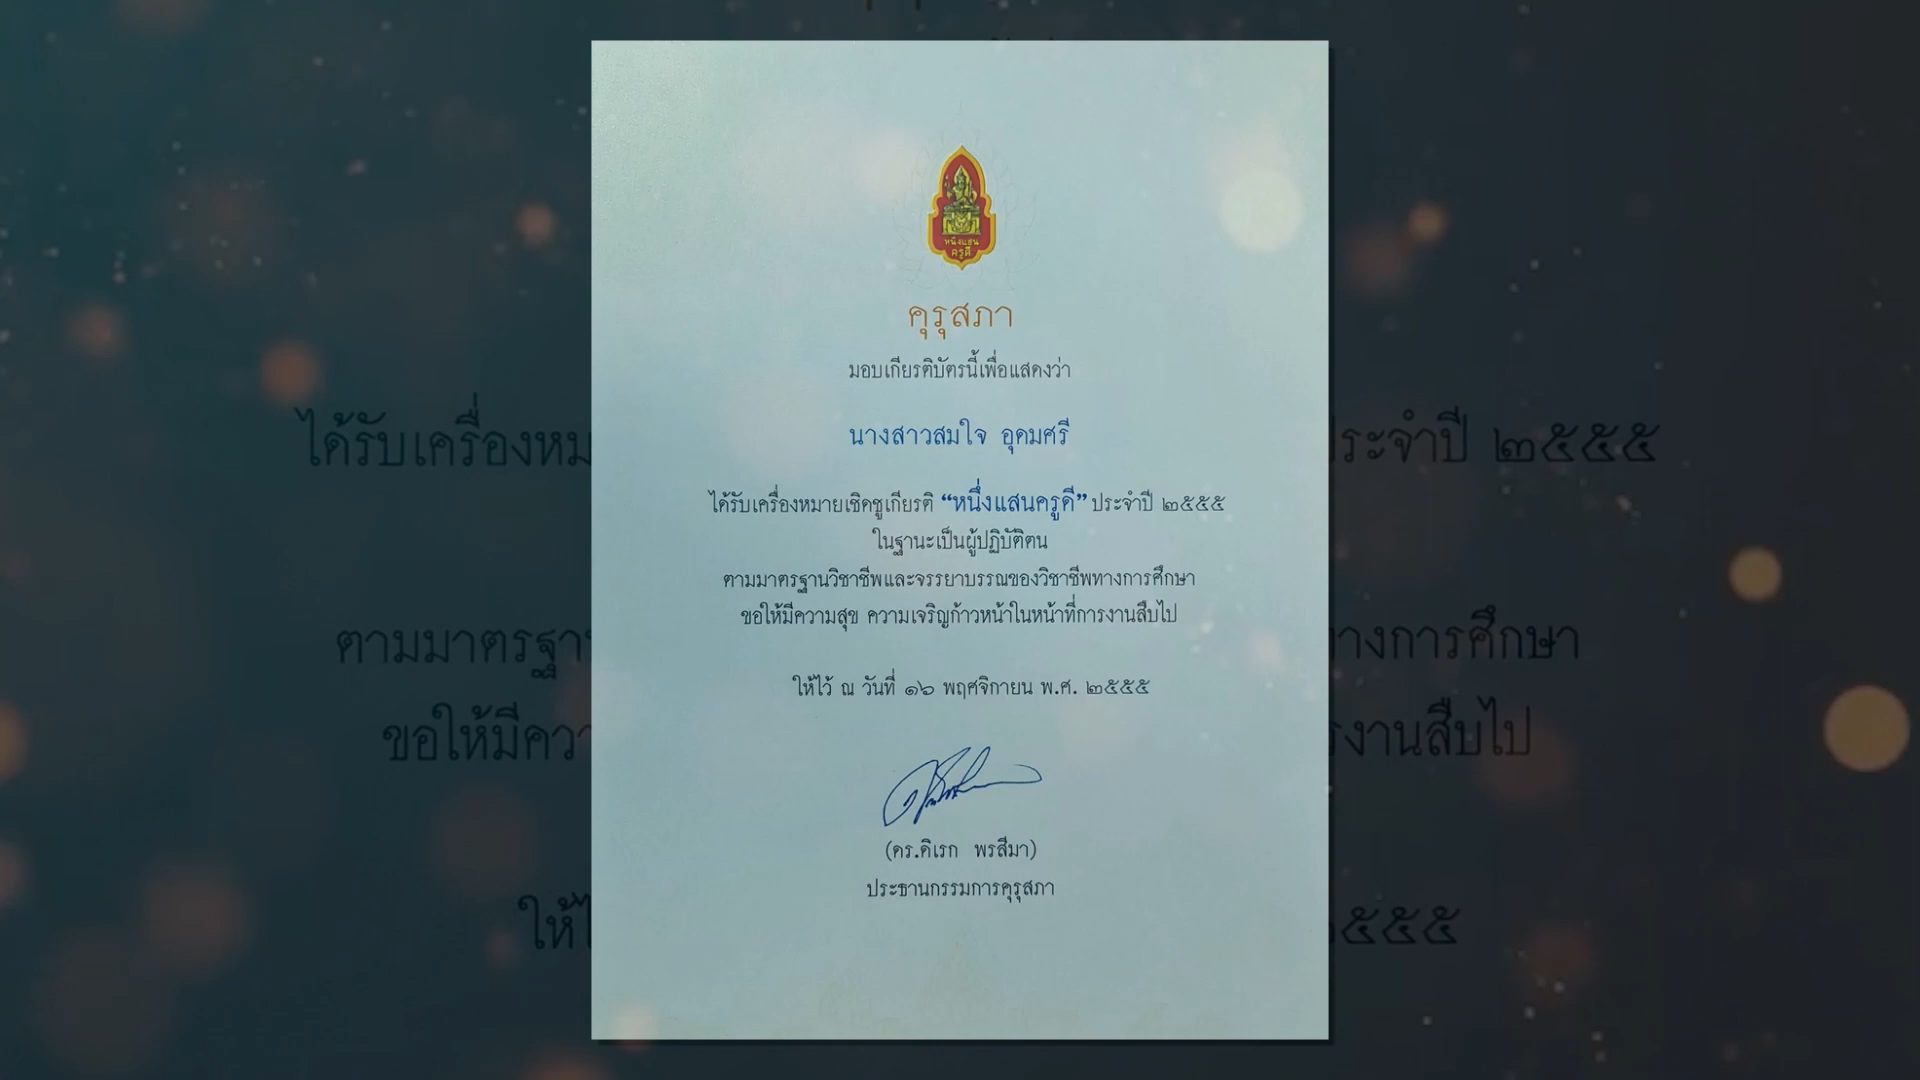 หนึ่งแสน
ครูดี
คุรุสภา
มอบเกียรติบัตรนี้เพื่อแสดงว่า
นางสาวสมใจ อุดมศรี
ได้รับเครื่องหมายเชิดชูเกียรติ “หนึ่งแสนครูดี” ประจำปี ๒๕๕๕
ในฐานะเป็นผู้ปฏิบัติตน
ตามมาตรฐานวิชาชีพและจรรยาบรรณของวิชาชีพทางการศึกษา
ขอให้มีความสุข ความเจริญก้าวหน้าในหน้าที่การงานสืบไป
ให้ไว้ ณ วันที่ ๑๖ พฤศจิกายน พ.ศ. ๒๕๕๕
(ดร.ดิเรก พรสีมา)
ประธานกรรมการคุรุสภา